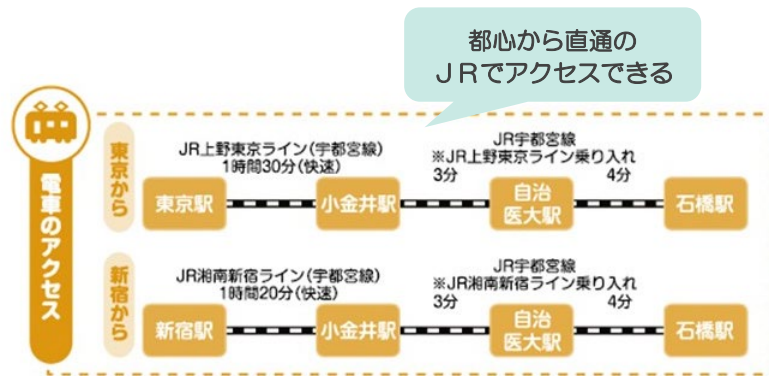 都心から直通の
JRでアクセスできる
電車のアクセス
東京から
JR上野東京ライン(宇都宮線)
1時間30分(快速)
JR宇都宮線
※JR上野東京ライン乗り入れ
3分 4分
東京駅 小金井駅 自治医大駅 石橋駅
新宿から
JR湘南新宿ライン(宇都宮線)
1時間20分(快速)
JR宇都宮線
※JR湘南新宿ライン乗り入れ
3分 4分
新宿駅 小金井駅 自治医大駅 石橋駅